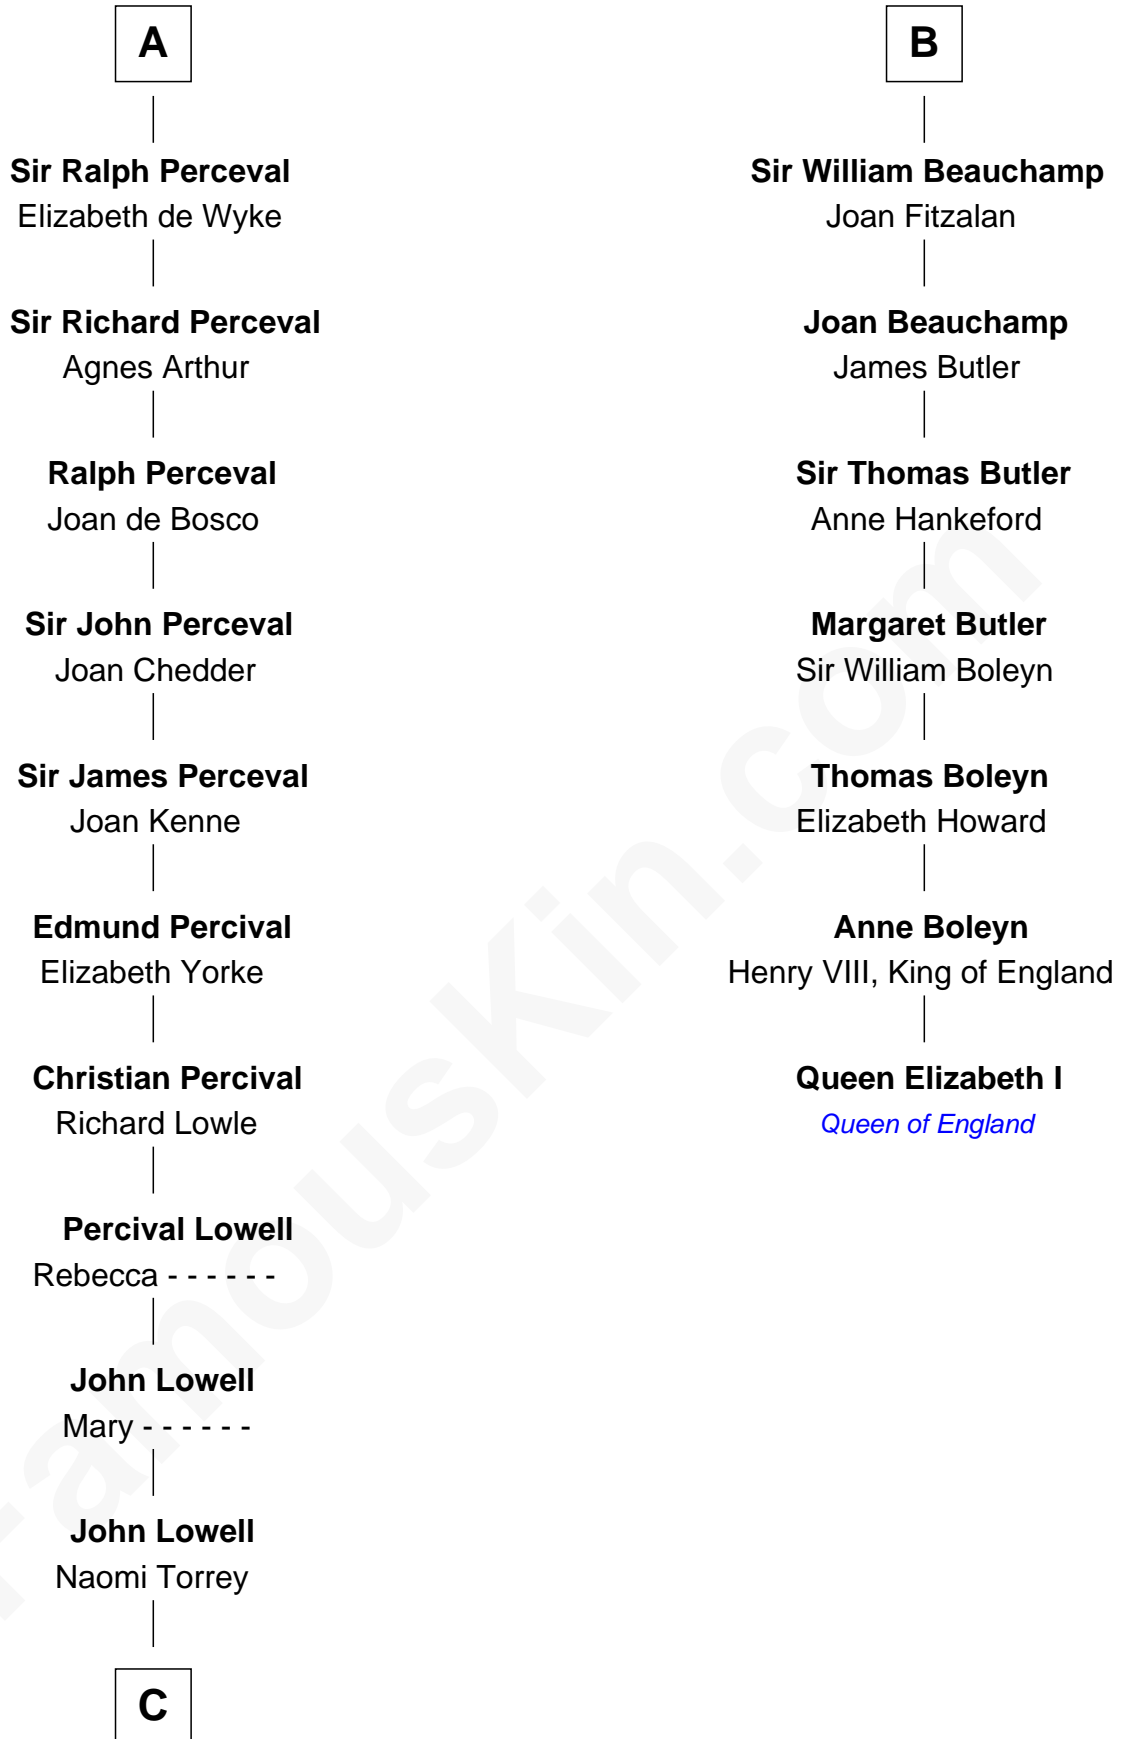 A
Sir Ralph Perceval
Elizabeth de Wyke
Sir Richard Perceval
Agnes Arthur
Ralph Perceval
Joan de Bosco
Sir John Perceval
Joan Chedder
Sir James Perceval
Joan Kenne
Edmund Percival
Elizabeth Yorke
Christian Percival
Richard Lowle
Percival Lowell
Rebecca - - - - - -
John Lowell
Mary - - - - - -
John Lowell
Naomi Torrey
C
B
Sir William Beauchamp
Joan Fitzalan
Joan Beauchamp
James Butler
Sir Thomas Butler
Anne Hankeford
Margaret Butler
Sir William Boleyn
Thomas Boleyn
Elizabeth Howard
Anne Boleyn
Henry VIII, King of England
Queen Elizabeth I
Queen of England
FamousKin.com